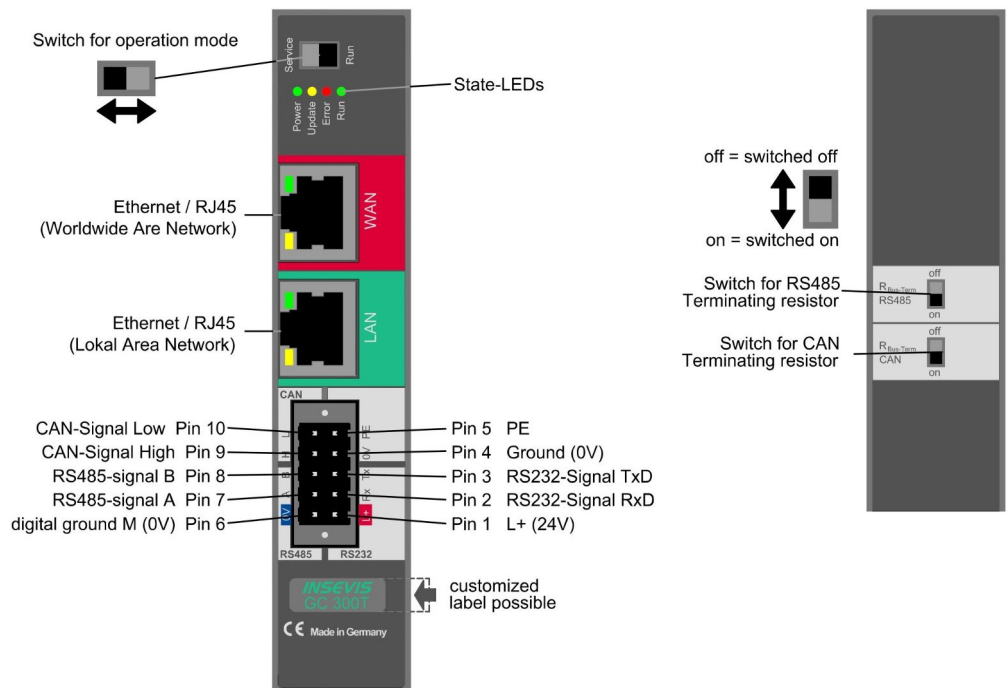 Switch for operation mode
Service
Run
Power
Update
Error
Run
State-LEDs
Ethernet / RJ45
(Worldwide Are Network)
WAN
Ethernet / RJ45
(Lokal Area Network)
LAN
CAN
CAN-Signal Low Pin 10
CAN-Signal High Pin 9
RS485-signal B Pin 8
RS485-signal A Pin 7
digital ground M (0V) Pin 6
L
H
B
A
0V
PE
0V
Tx
Rx
L+
Pin 5 PE
Pin 4 Ground (0V)
Pin 3 RS232-Signal TxD
Pin 2 RS232-Signal RxD
Pin 1 L+ (24V)
RS485
RS232
INSEVIS
GC 300T
customized
label possible
CE Made in Germany
off = switched off
on = switched on
Switch for RS485
Terminating resistor
off
RBus-Term.
RS485
on
Switch for CAN
Terminating resistor
off
RBus-Term.
CAN
on